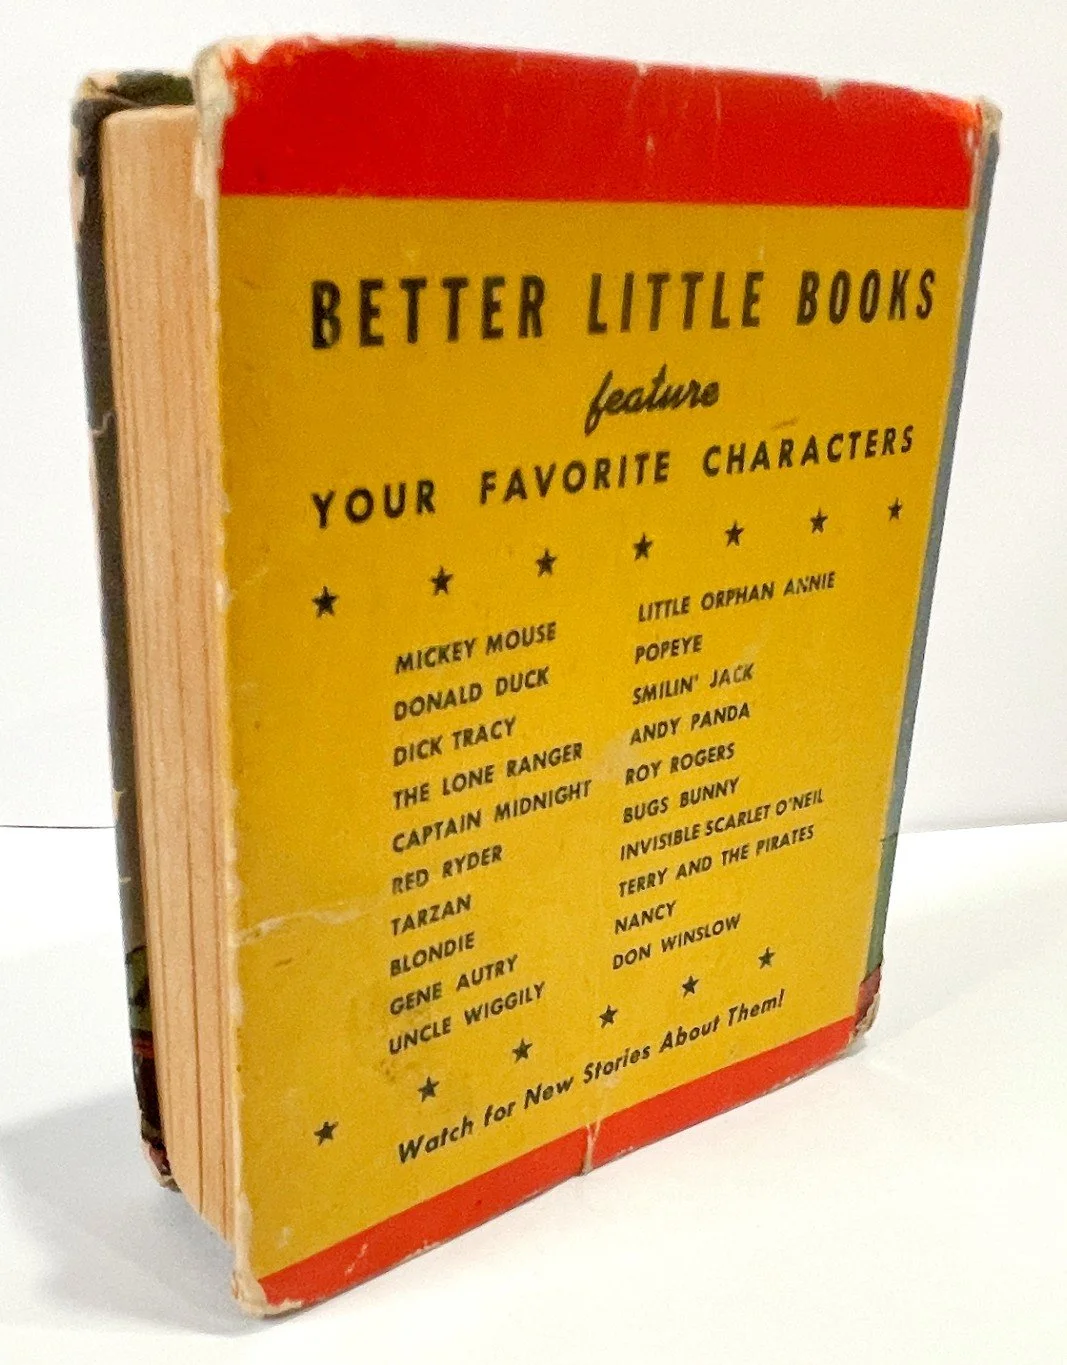 BETTER LITTLE BOOKS
feature
YOUR FAVORITE CHARACTERS
MICKEY MOUSE
DONALD DUCK
DICK TRACY
THE LONE RANGER
CAPTAIN MIDNIGHT
RED RYDER
TARZAN
BLONDIE
GENE AUTRY
UNCLE WIGGILY
LITTLE ORPHAN ANNIE
POPEYE
SMILIN' JACK
ANDY PANDA
ROY ROGERS
BUGS BUNNY
INVISIBLE SCARLET O'NEIL
TERRY AND THE PIRATES
NANCY
DON WINSLOW
Watch for New Stories About Them!